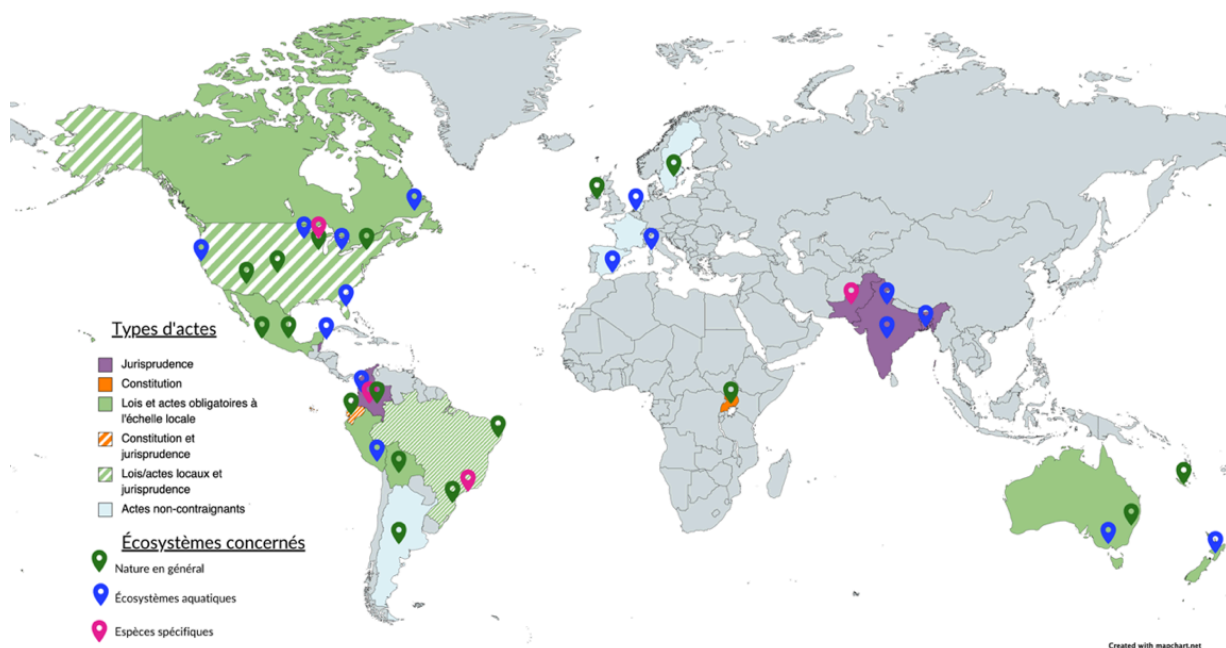 Types d'actes
Jurisprudence
Constitution
Lois et actes obligatoires à
l'échelle locale
Constitution et
jurisprudence
Lois/actes locaux et
jurisprudence
Actes non-contraignants
Écosystèmes concernés
Nature en général
Écosystèmes aquatiques
Espèces spécifiques
Created with mapchart.net